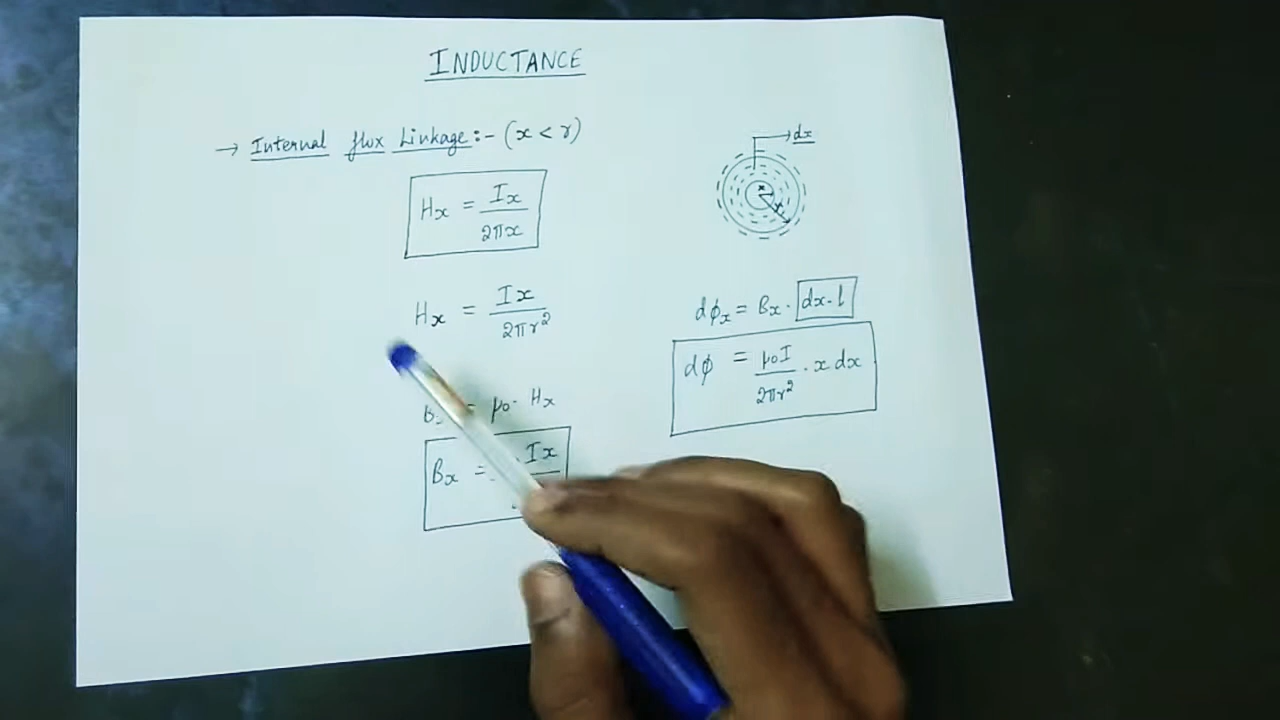 INDUCTANCE
→ Internal flux Linkage:- (x < r)
dx
x
r
Hx = Ix / 2πx
Hx = Ix / 2πr²
= μ0 · Hx
Bx = Ix
dϕx = Bx · dx·l
dϕ = μ0I / 2πr² · x dx